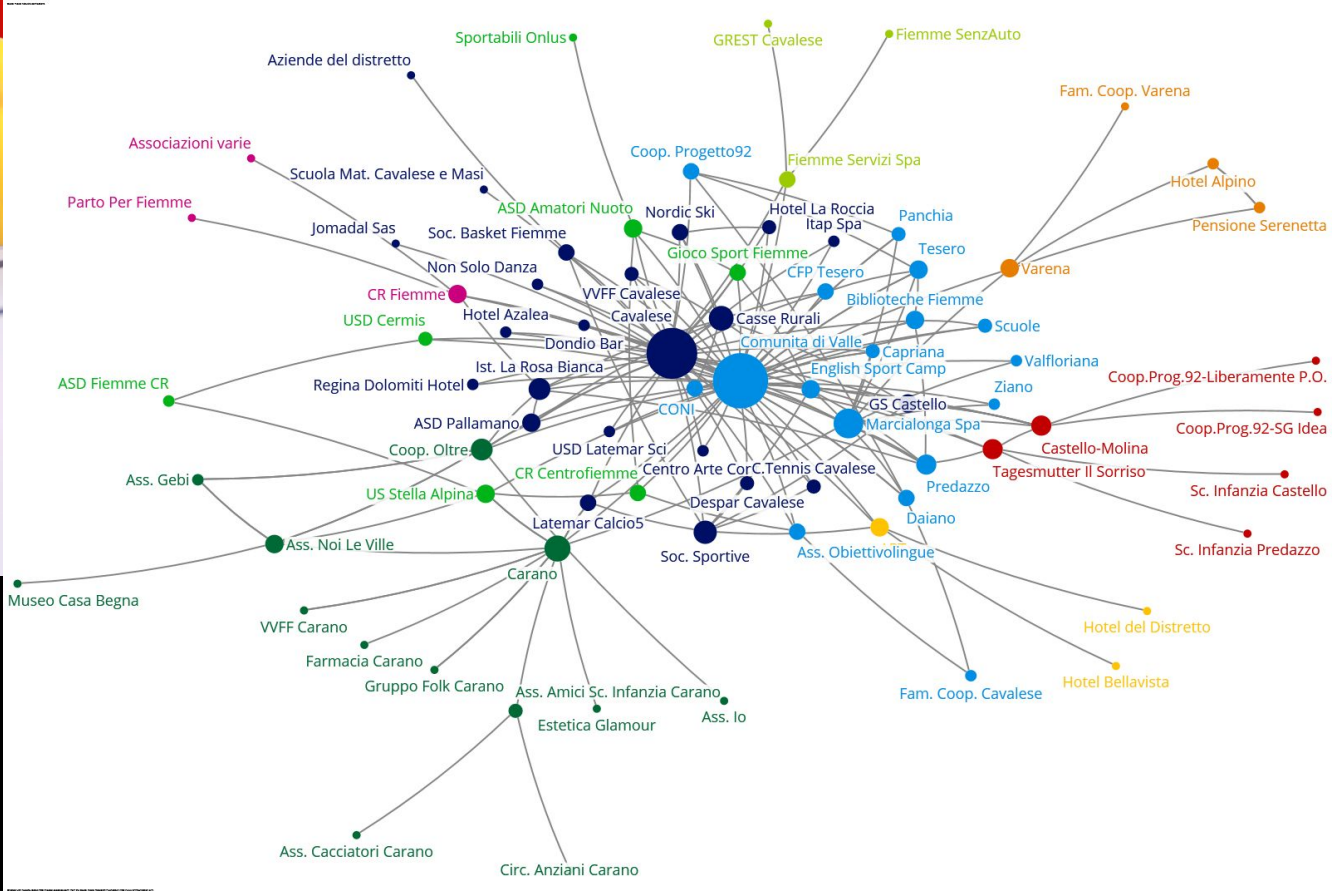 Sportabili Onlus
GREST Cavalese
Fiemme SenzAuto
Aziende del distretto
Fam. Coop. Varena
Associazioni varie
Coop. Progetto92
Fiemme Servizi Spa
Scuola Mat. Cavalese e Masi
Hotel Alpino
Parto Per Fiemme
ASD Amatori Nuoto
Nordic Ski
Hotel La Roccia
Itap Spa
Panchia
Pensione Serenetta
Jomadal Sas
Soc. Basket Fiemme
Gioco Sport Fiemme
Tesero
Non Solo Danza
CFP Tesero
Varena
CR Fiemme
VVFF Cavalese
Biblioteche Fiemme
USD Cermis
Hotel Azalea
Cavalese
Casse Rurali
Scuole
Dondio Bar
Comunita di Valle
Capriana
Valfloriana
Ist. La Rosa Bianca
English Sport Camp
Coop.Prog.92-Liberamente P.O.
ASD Fiemme CR
Regina Dolomiti Hotel
Ziano
CONI
GS Castello
ASD Pallamano
Marcialonga Spa
Coop.Prog.92-SG Idea
Coop. Oltre
USD Latemar Sci
Castello-Molina
Ass. Gebi
CR Centrofiemme
Centro Arte Cor
C.Tennis Cavalese
Tagesmutter Il Sorriso
US Stella Alpina
Predazzo
Sc. Infanzia Castello
Despar Cavalese
Latemar Calcio5
Daiano
Ass. Noi Le Ville
Soc. Sportive
Ass. Obiettivolingue
Sc. Infanzia Predazzo
Carano
Museo Casa Begna
VVFF Carano
Hotel del Distretto
Farmacia Carano
Gruppo Folk Carano
Ass. Amici Sc. Infanzia Carano
Fam. Coop. Cavalese
Hotel Bellavista
Estetica Glamour
Ass. Io
Ass. Cacciatori Carano
Circ. Anziani Carano